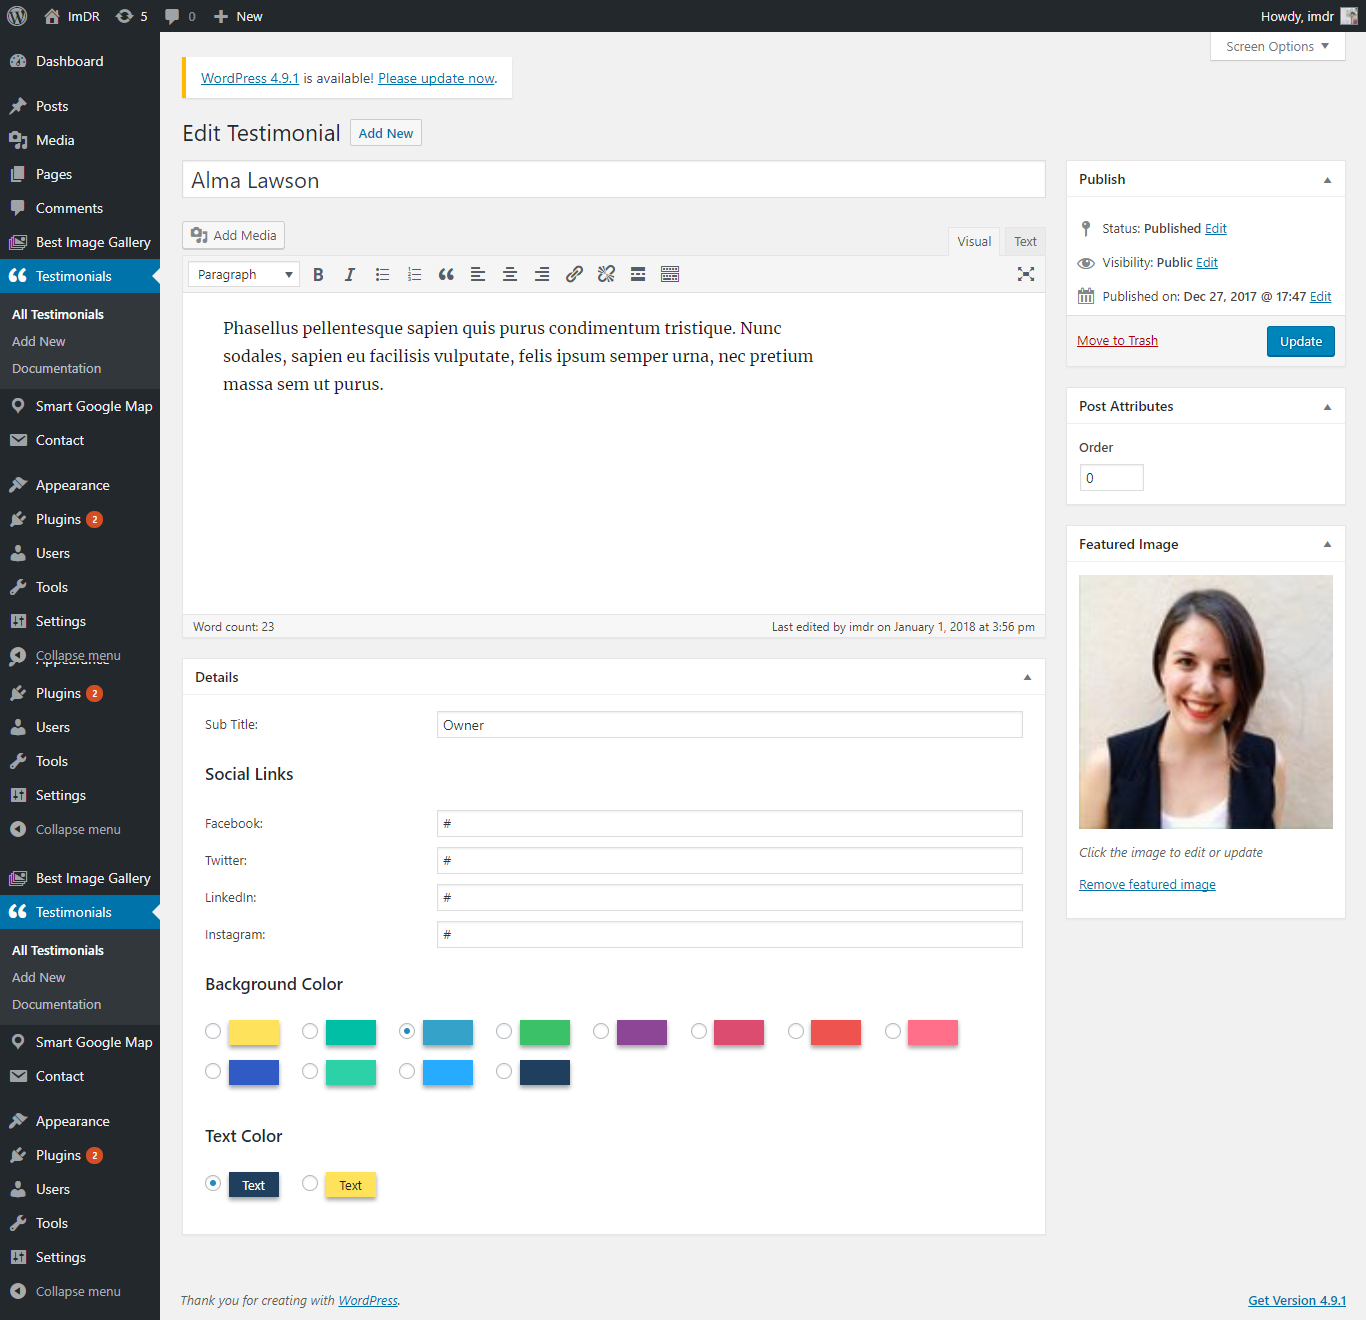 ImDR 5 0 New Howdy, imdr
Screen Options
Dashboard
Posts
Media
Pages
Comments
Best Image Gallery
Testimonials
All Testimonials
Add New
Documentation
Smart Google Map
Contact
Appearance
Plugins 2
Users
Tools
Settings
Collapse menu
Appearance
Plugins 2
Users
Tools
Settings
Collapse menu
Best Image Gallery
Testimonials
All Testimonials
Add New
Documentation
Smart Google Map
Contact
Appearance
Plugins 2
Users
Tools
Settings
Collapse menu
WordPress 4.9.1 is available! Please update now.
Edit Testimonial Add New
Alma Lawson
Add Media
Visual Text
Paragraph B I
Phasellus pellentesque sapien quis purus condimentum tristique. Nunc
sodales, sapien eu facilisis vulputate, felis ipsum semper urna, nec pretium
massa sem ut purus.
Word count: 23 Last edited by imdr on January 1, 2018 at 3:56 pm
Details
Sub Title: Owner
Social Links
Facebook: #
Twitter: #
LinkedIn: #
Instagram: #
Background Color
Text Color
Text Text
Publish
Status: Published Edit
Visibility: Public Edit
Published on: Dec 27, 2017 @ 17:47 Edit
Move to Trash Update
Post Attributes
Order
0
Featured Image
Click the image to edit or update
Remove featured image
Thank you for creating with WordPress. Get Version 4.9.1